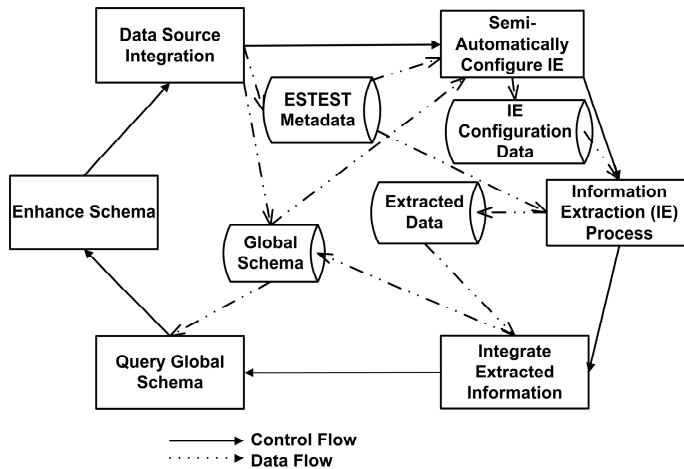 Data Source
Integration
Semi-
Automatically
Configure IE
ESTEST
Metadata
IE
Configuration
Data
Enhance Schema
Extracted
Data
Information
Extraction (IE)
Process
Global
Schema
Query Global
Schema
Integrate
Extracted
Information
Control Flow
Data Flow